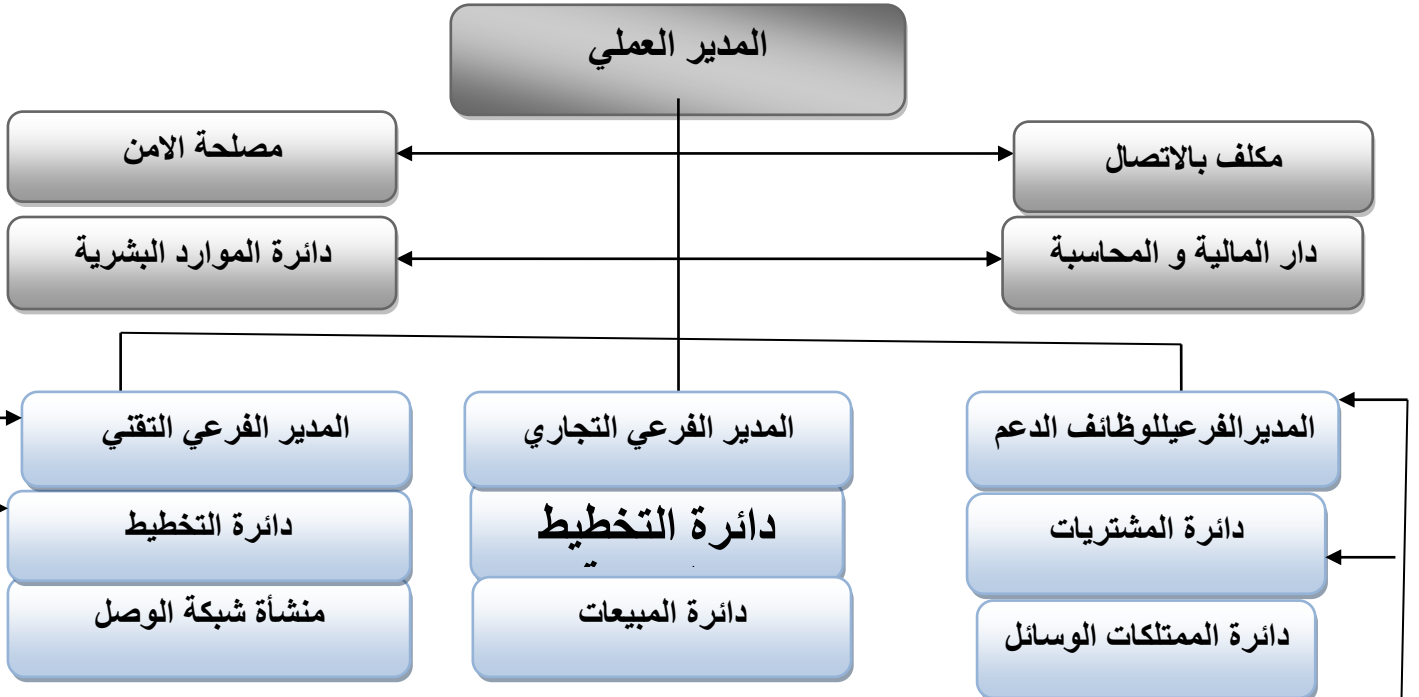 المدير العملي
مكلف بالاتصال
مصلحة الامن
دار المالية و المحاسبة
دائرة الموارد البشرية
المديرالفرعيللوظائف الدعم
المدير الفرعي التجاري
المدير الفرعي التقتي
دائرة المشتريات
دائرة التخطيط
دائرة التخطيط
دائرة الممتلكات الوسائل
دائرة المبيعات
منشأة شبكة الوصل